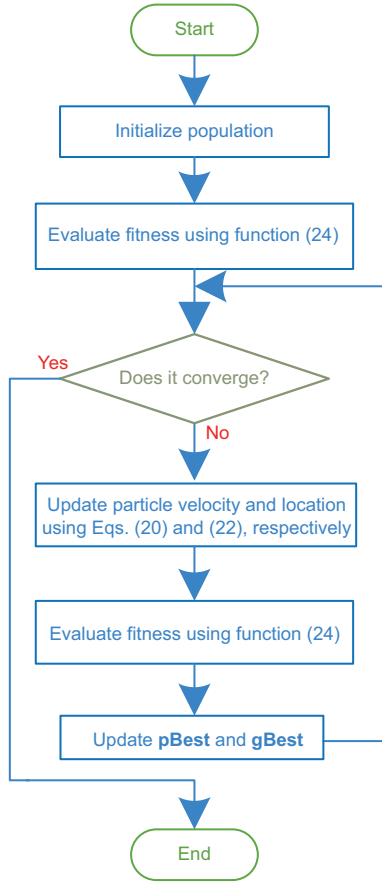 Start
Initialize population
Evaluate fitness using function (24)
Yes
Does it converge?
No
Update particle velocity and location
using Eqs. (20) and (22), respectively
Evaluate fitness using function (24)
Update pBest and gBest
End